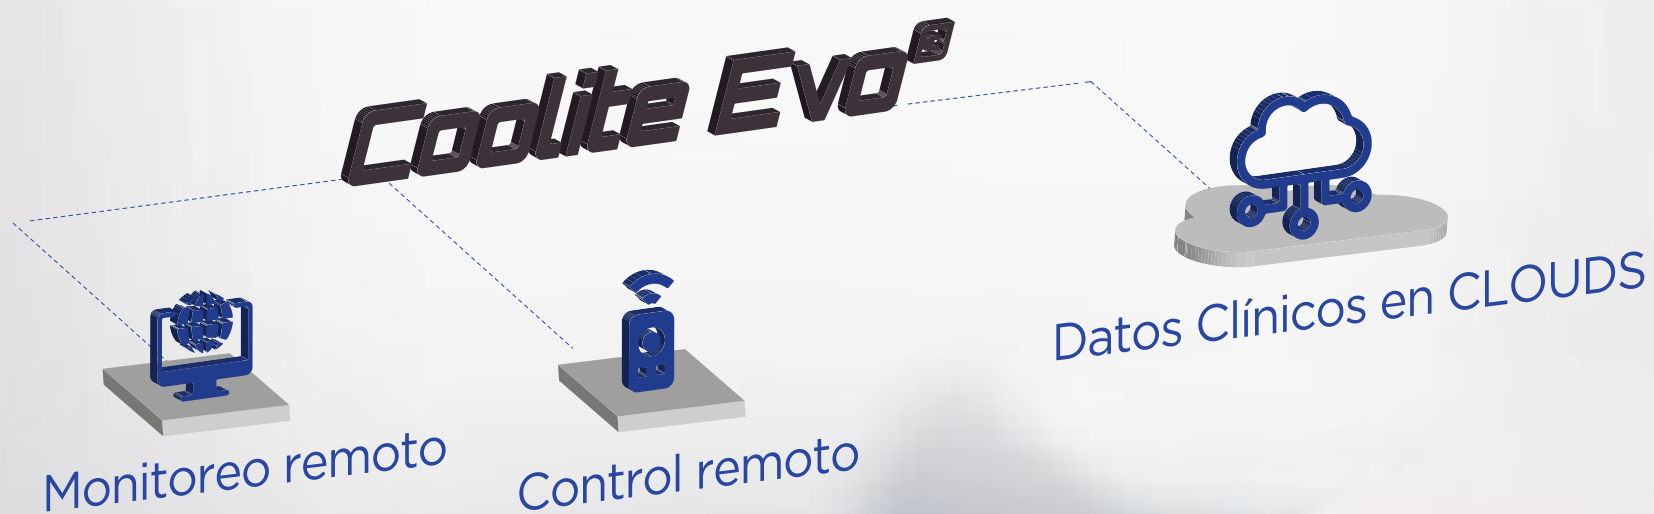 Coolite Evo
Datos Clínicos en CLOUDS
Monitoreo remoto
Control remoto